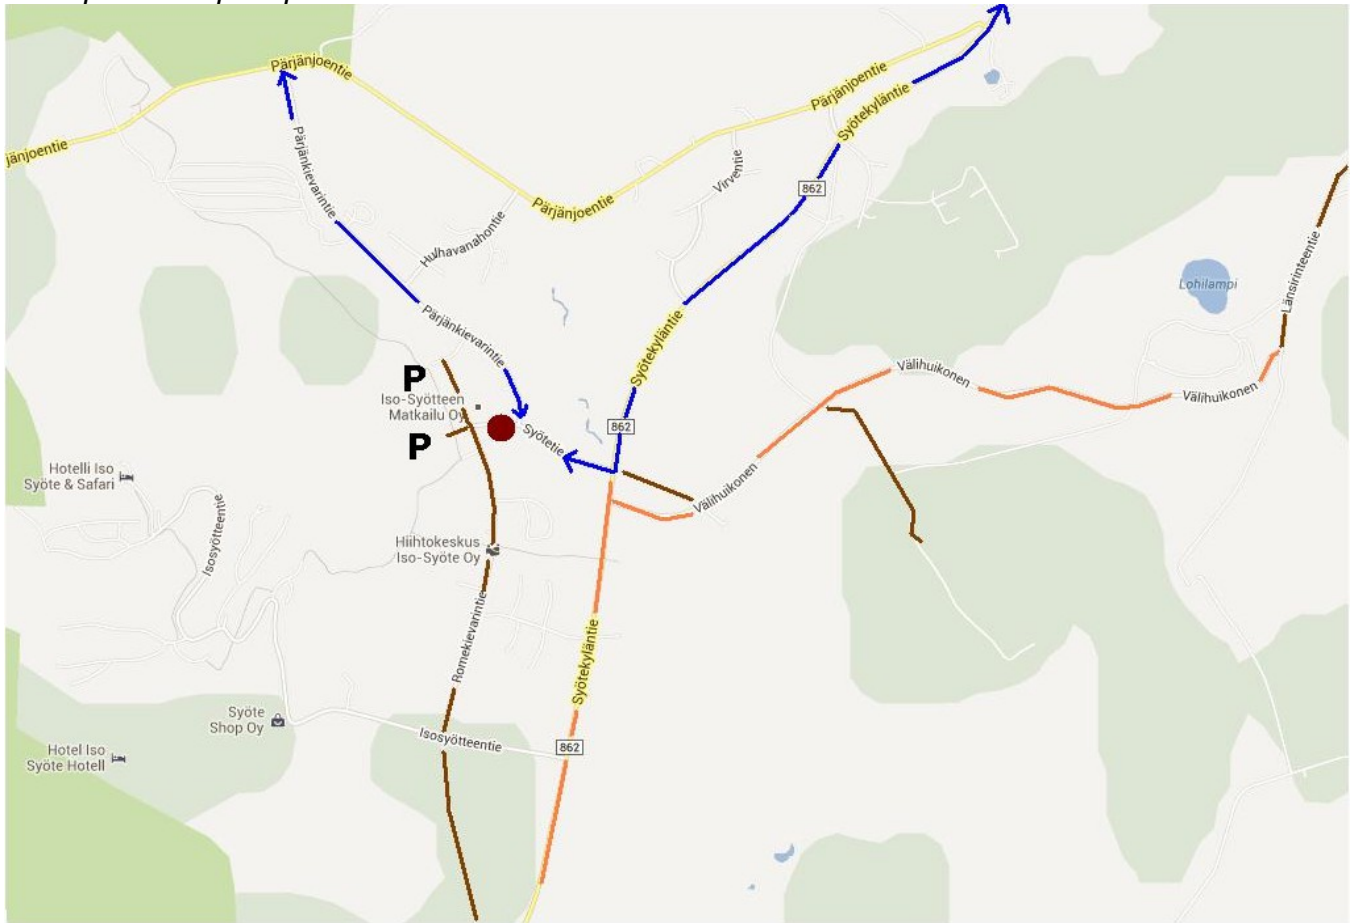 Pärjänjoentie
jänjoentie
Pärjänjoentie
Syötekyläntie
Pärjänkievarintie
Virventie
862
Pärjänjoentie
Hulhavanahontie
Länsirinteentie
Lohilampi
Pärjänkievarintie
Syötekyläntie
Välihuikonen
P
Iso-Syötteen
Matkailu Oy
Välihuikonen
862
Syötetie
P
Hotelli Iso
Syöte & Safari
Välihuikonen
Isosyötteentie
Hiihtokeskus
Iso-Syöte Oy
Romekievarintie
Syötekyläntie
Syöte
Shop Oy
Isosyötteentie
862
Hotel Iso
Syöte Hotell